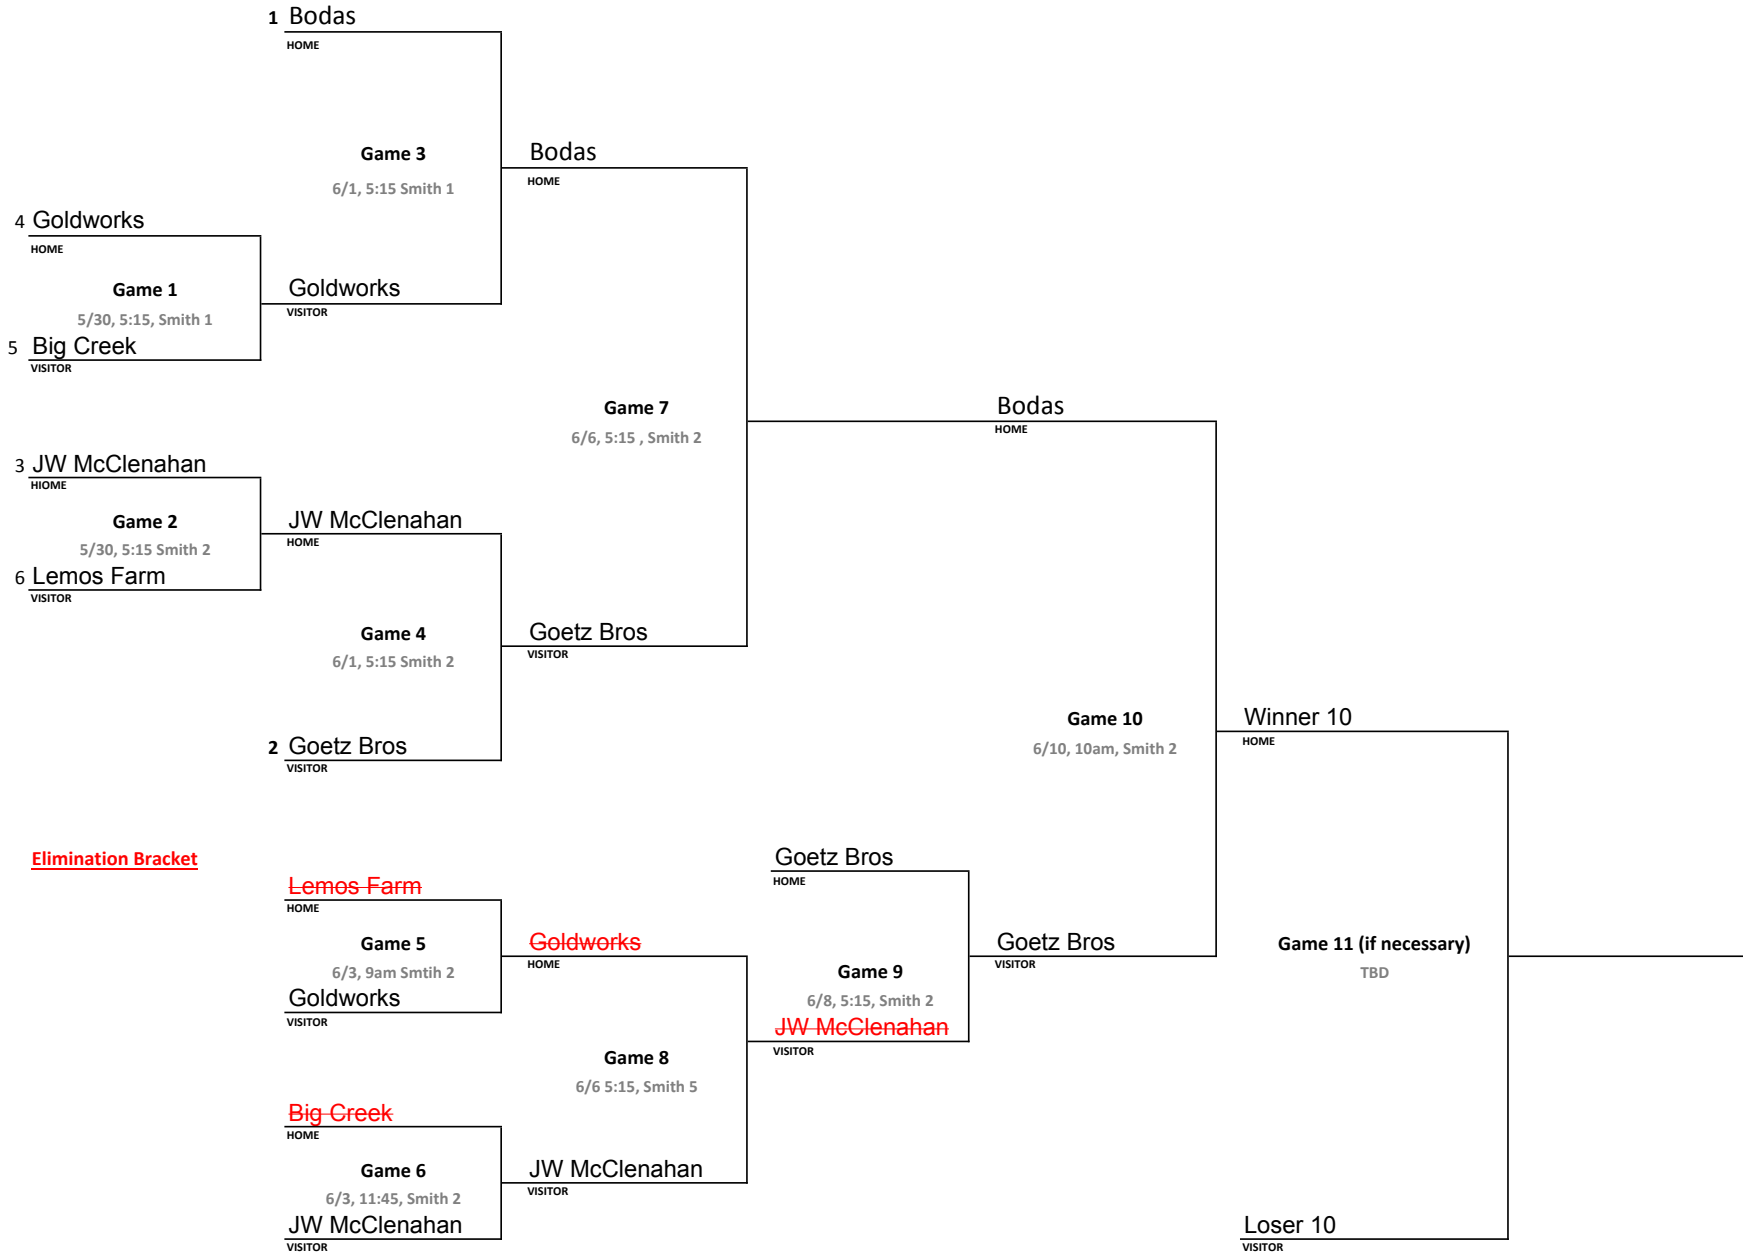 1 Bodas
HOME
Game 3
6/1, 5:15 Smith 1
Bodas
HOME
4 Goldworks
HOME
Game 1
5/30, 5:15, Smith 1
5 Big Creek
VISITOR
Goldworks
VISITOR
Game 7
6/6, 5:15 , Smith 2
Bodas
HOME
3 JW McClenahan
HIOME
Game 2
5/30, 5:15 Smith 2
6 Lemos Farm
VISITOR
JW McClenahan
HOME
Game 4
6/1, 5:15 Smith 2
Goetz Bros
VISITOR
2 Goetz Bros
VISITOR
Game 10
6/10, 10am, Smith 2
Winner 10
HOME
Elimination Bracket
Lemos Farm
HOME
Game 5
6/3, 9am Smtih 2
Goldworks
VISITOR
Goldworks
HOME
Goetz Bros
HOME
Game 9
6/8, 5:15, Smith 2
JW McClenahan
VISITOR
Goetz Bros
VISITOR
Game 11 (if necessary)
TBD
Game 8
6/6 5:15, Smith 5
Big Creek
HOME
Game 6
6/3, 11:45, Smith 2
JW McClenahan
VISITOR
JW McClenahan
VISITOR
Loser 10
VISITOR